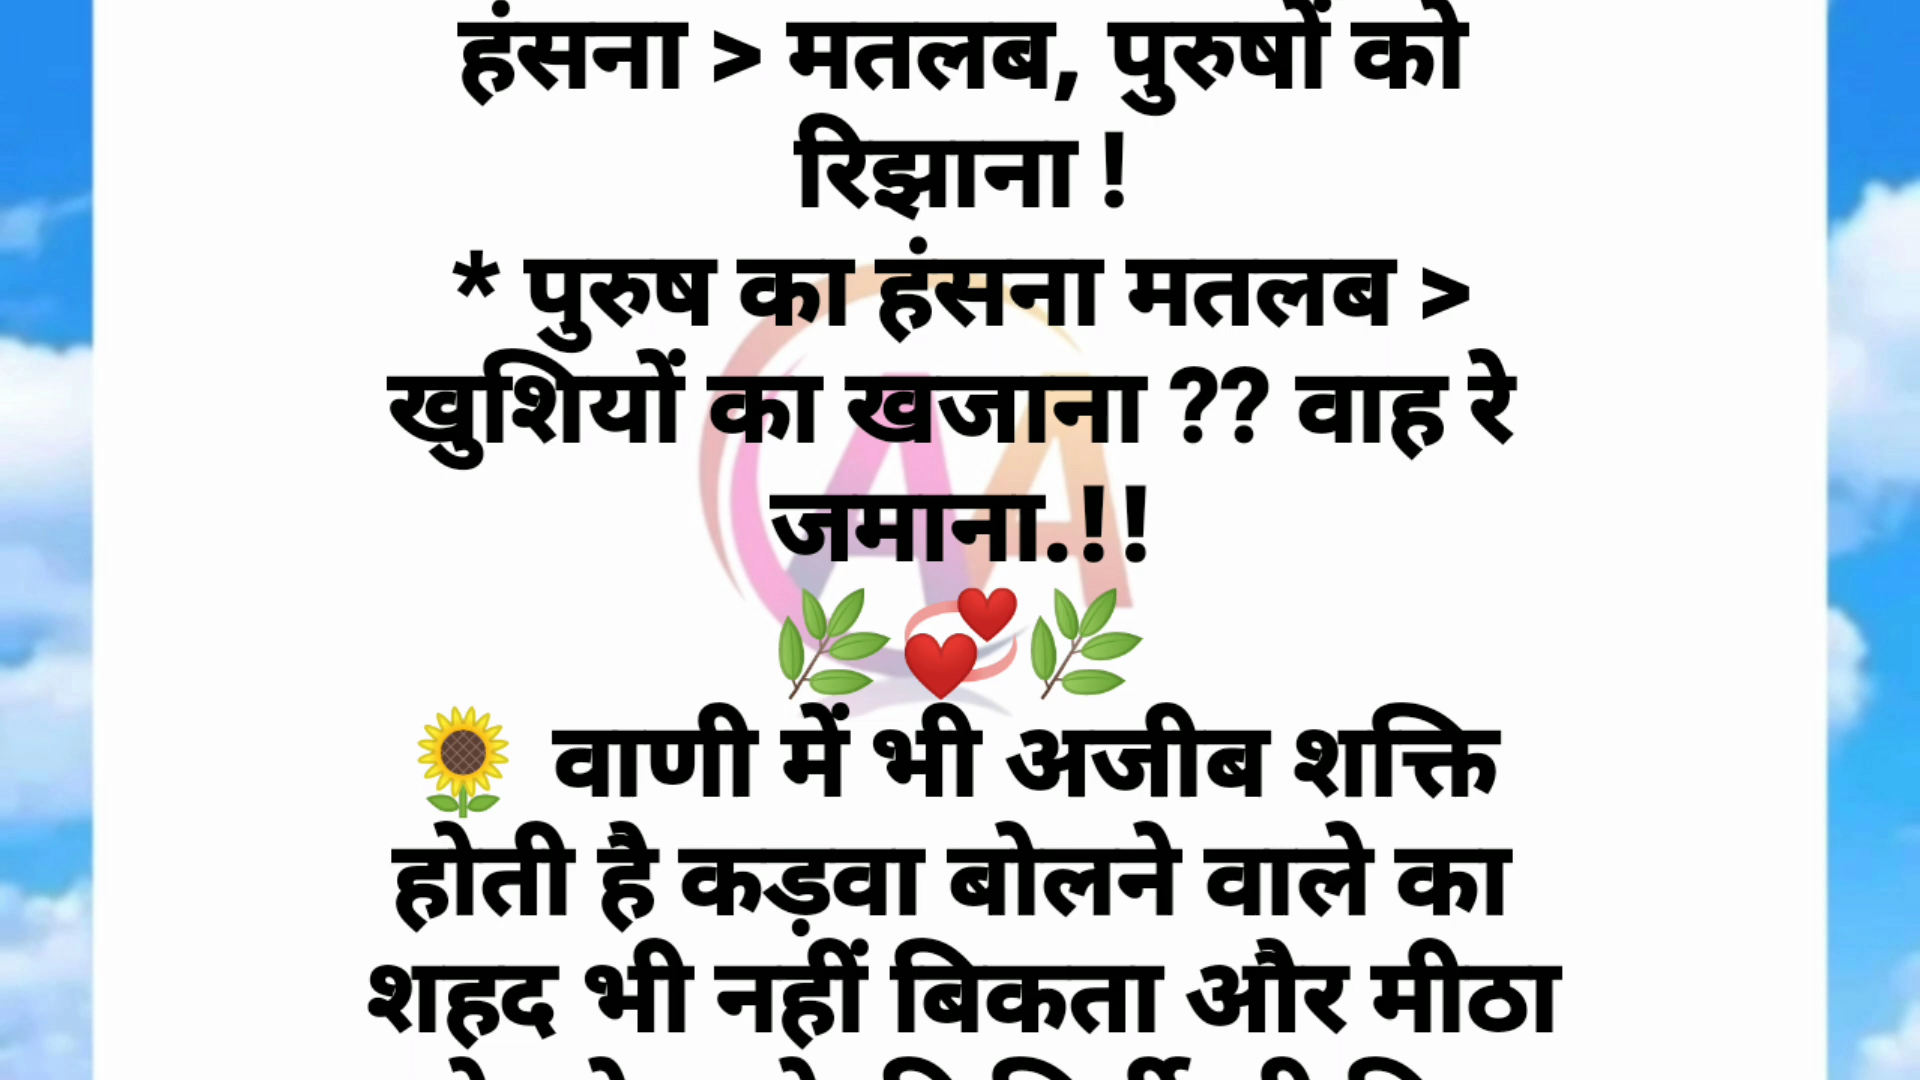 हंसना > मतलब, पुरुषों को
रिझाना !
* पुरुष का हंसना मतलब >
खुशियों का खजाना ?? वाह रे
जमाना.!!
🌿💞🌿
🌻 वाणी में भी अजीब शक्ति
होती है कड़वा बोलने वाले का
शहद भी नहीं बिकता और मीठा